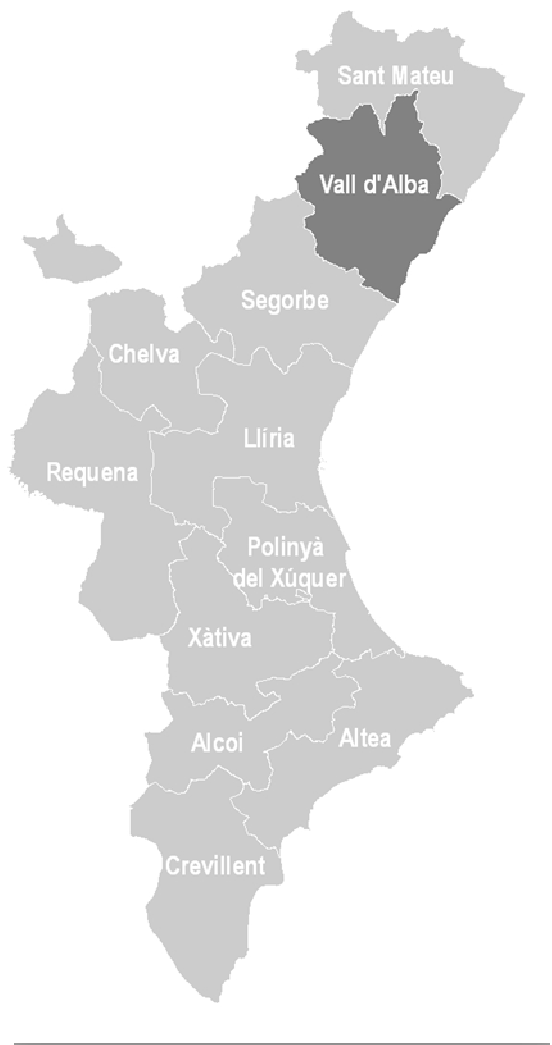 Sant Mateu
Vall d'Alba
Segorbe
Chelva
Llíria
Requena
Polinyà
del Xúquer
Xàtiva
Alcoi
Altea
Crevillent